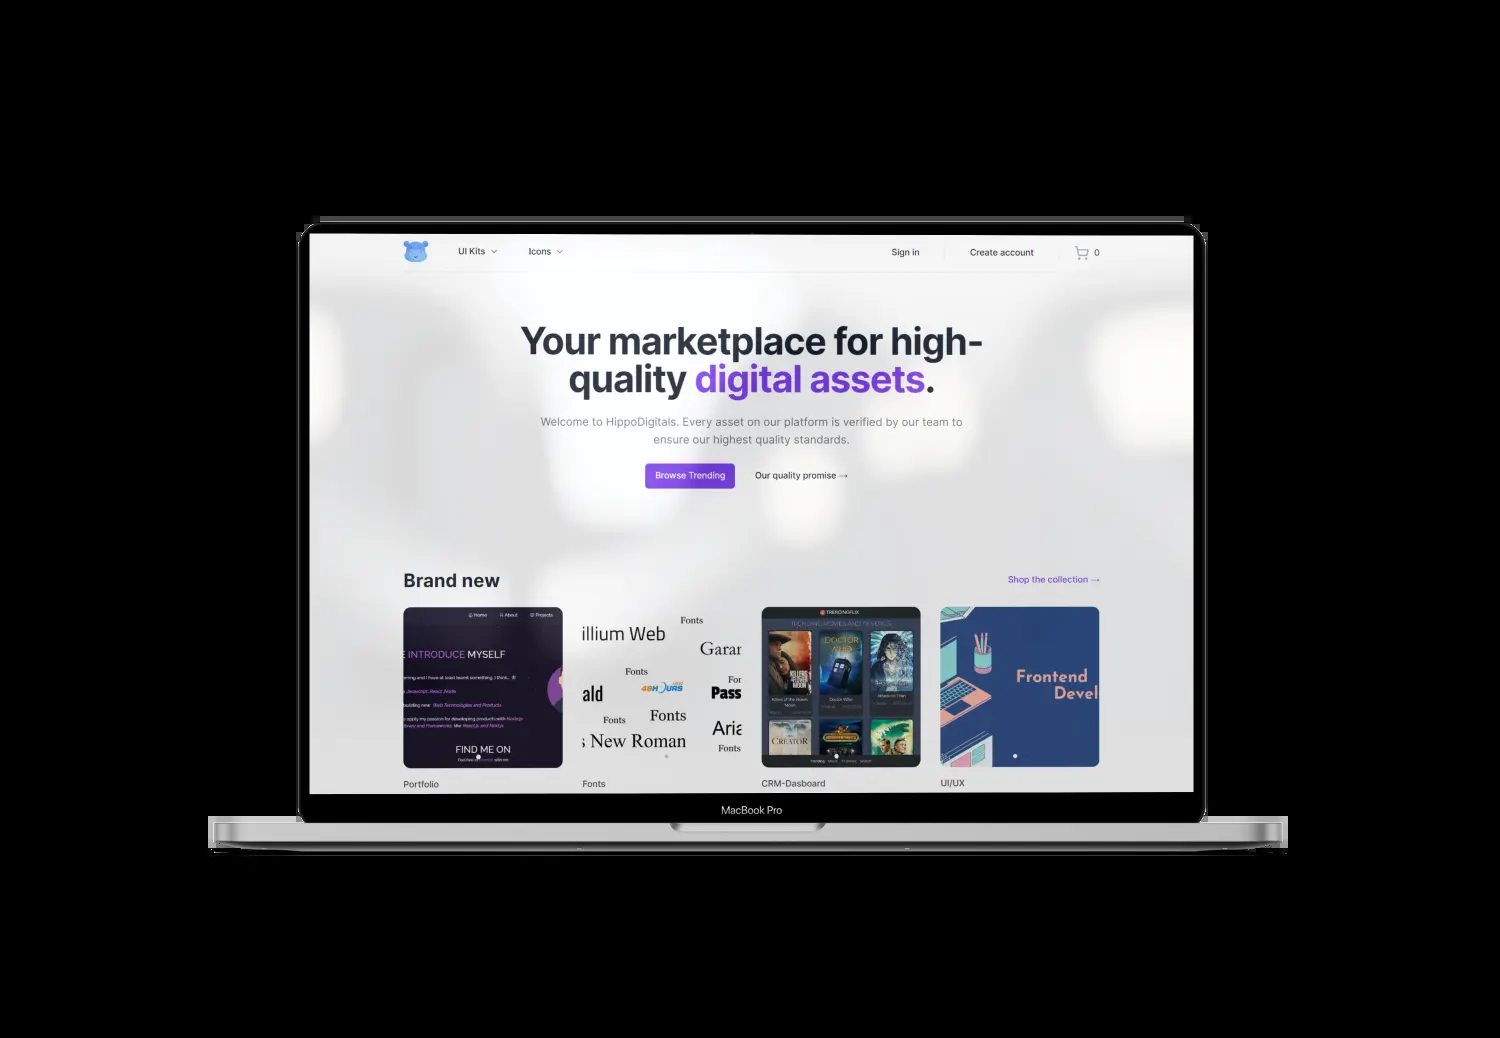 UI Kits
Icons
Sign in
Create account
0
Your marketplace for high-
quality digital assets.
Welcome to HippoDigitals. Every asset on our platform is verified by our team to
ensure our highest quality standards.
Browse Trending
Our quality promise →
Brand new
Shop the collection →
Home About Projects
INTRODUCE MYSELF
FIND ME ON
Portfolio
Fonts
illium Web
Garar
Fonts
For
ald
48HOURS
Pass
Fonts
Fonts
Aria
s New Roman
Fonts
Fonts
TRENDINGFLIX
DOCTOR
WHO
Doctor Who
CREATOR
CRM-Dasboard
Frontend
Devel
UI/UX
MacBook Pro